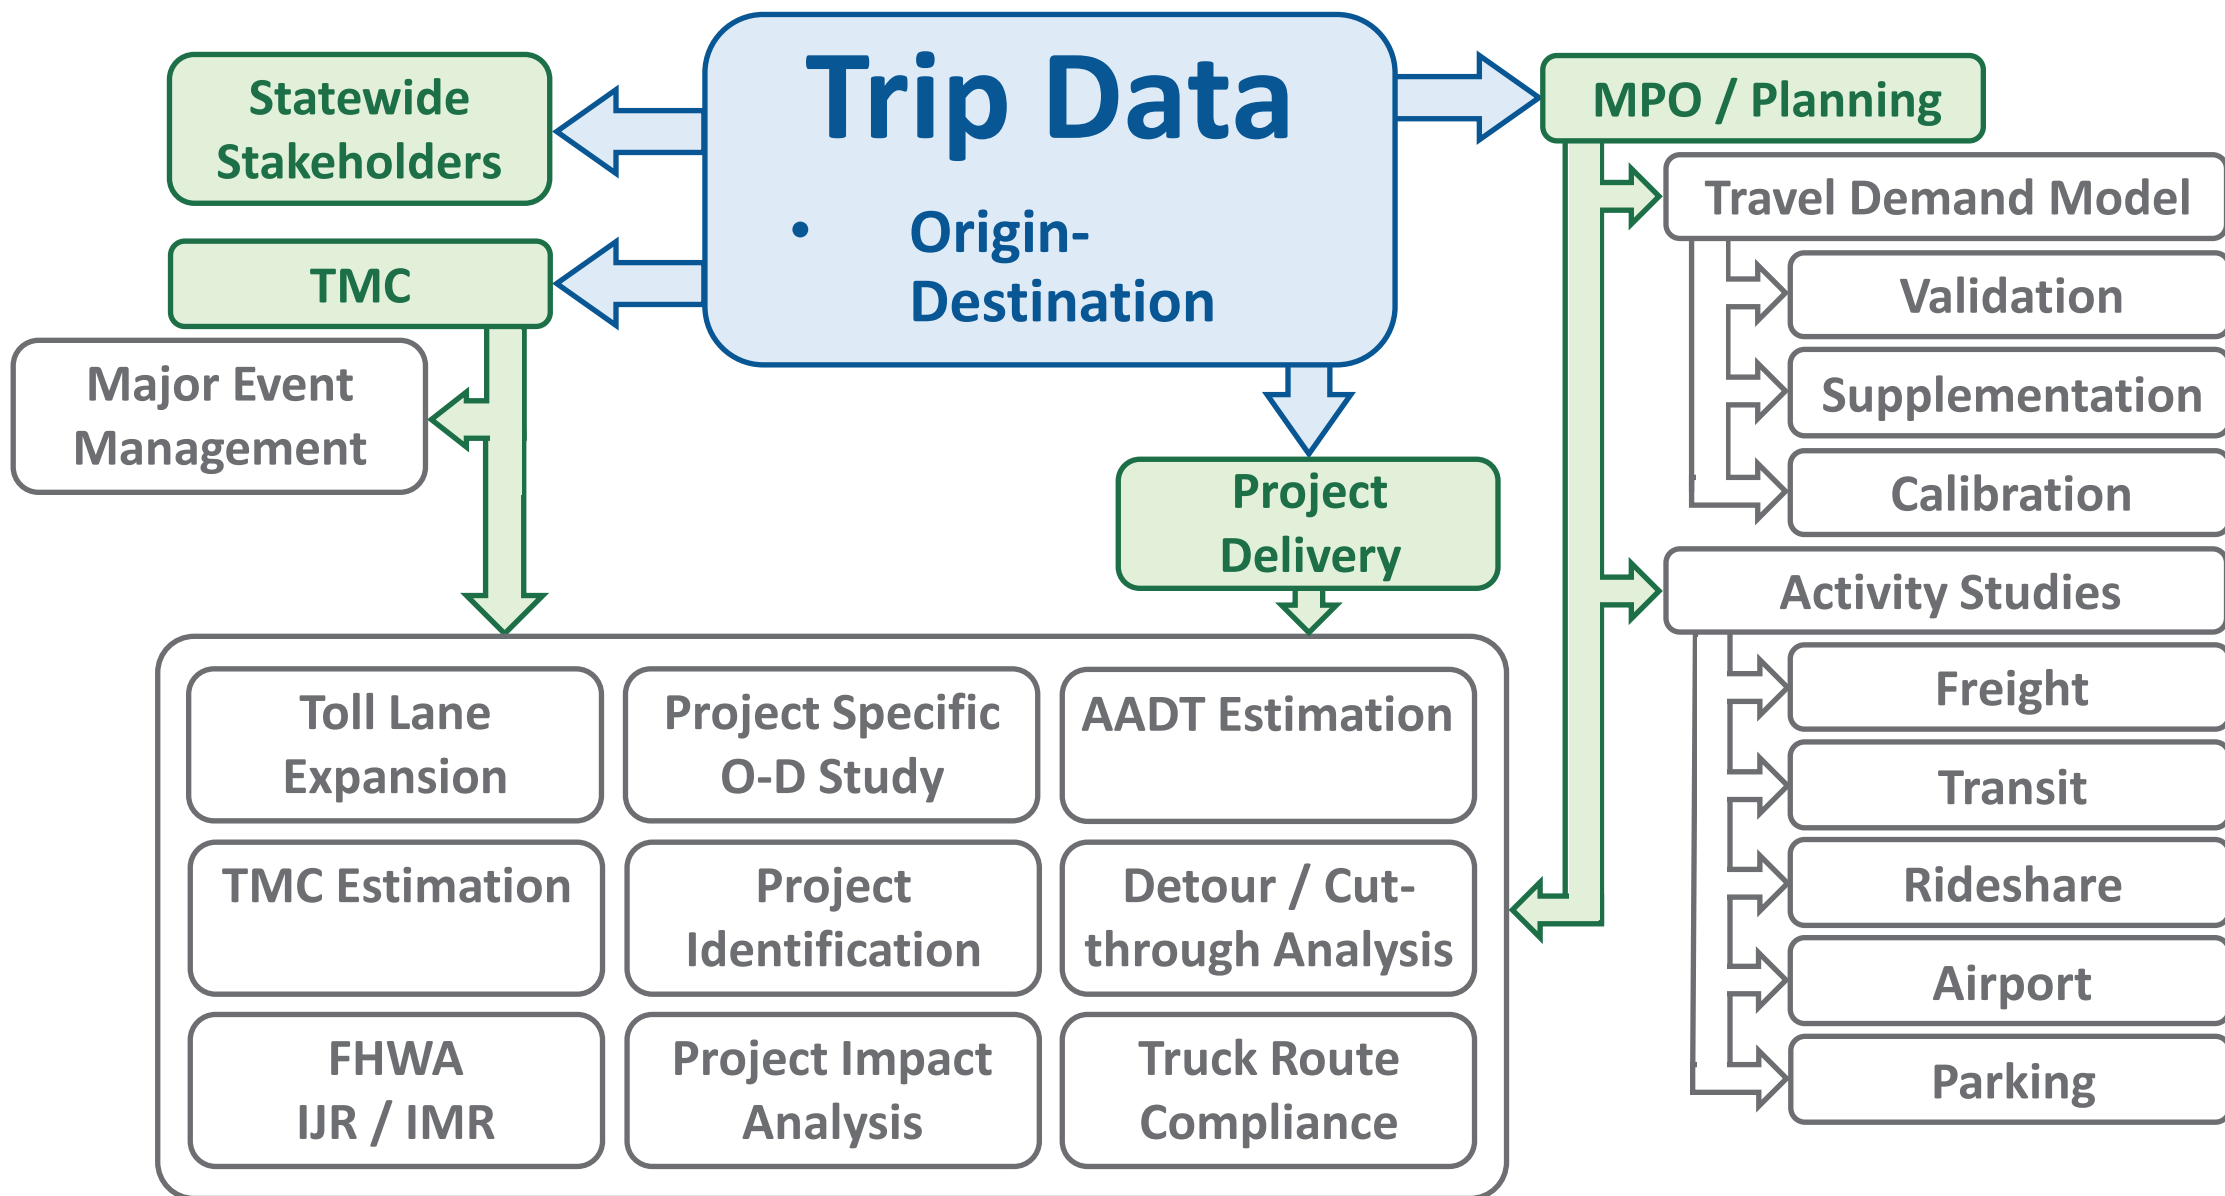 Trip Data
• Origin-
Destination
Statewide
Stakeholders
TMC
Major Event
Management
Project
Delivery
MPO / Planning
Travel Demand Model
Validation
Supplementation
Calibration
Activity Studies
Freight
Transit
Rideshare
Airport
Parking
Toll Lane
Expansion
Project Specific
O-D Study
AADT Estimation
TMC Estimation
Project
Identification
Detour / Cut-
through Analysis
FHWA
IJR / IMR
Project Impact
Analysis
Truck Route
Compliance